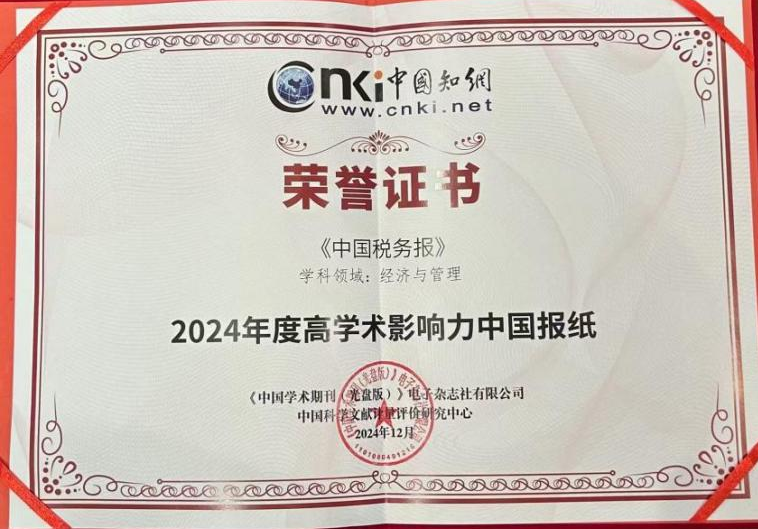 Cnki中國知網
www.cnki.net
荣誉证书
《中国税务报》
学科领域：经济与管理
2024年度高学术影响力中国报纸
《中国学术期刊（光盘版）》电子杂志社有限公司
中国科学文献计量评价研究中心
2024年12月